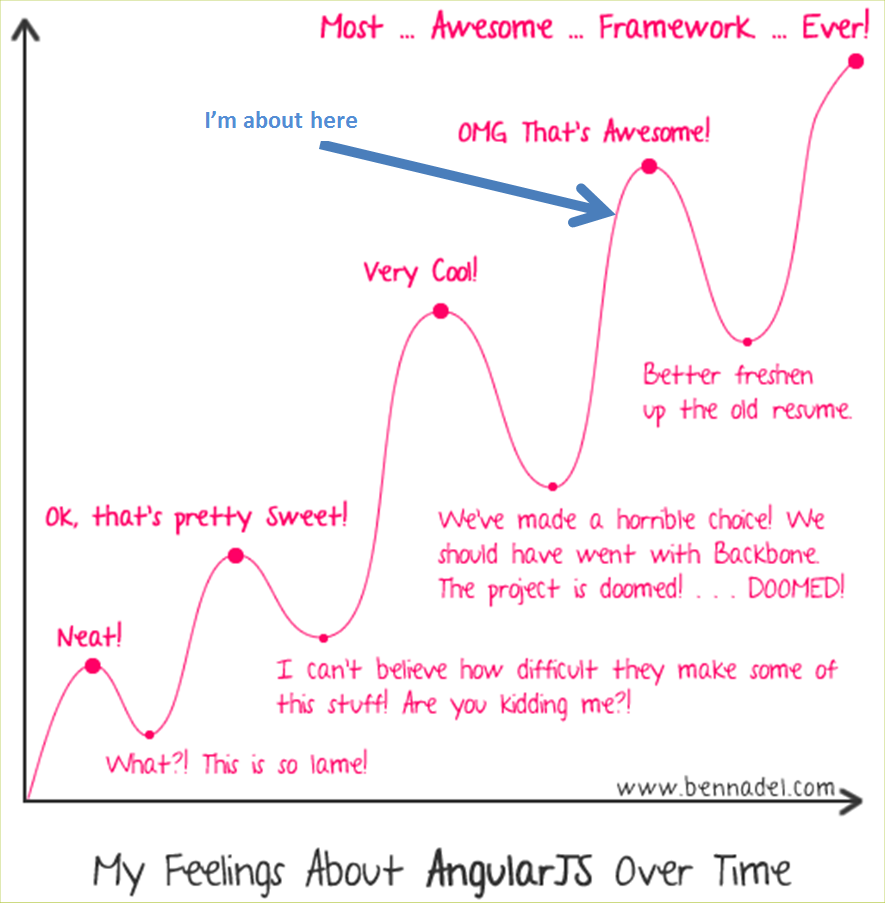 Most ... Awesome ... Framework ... Ever!
I'm about here
OMG That's Awesome!
Very Cool!
Better freshen
up the old resume.
Ok, that's pretty Sweet!
We've made a horrible choice! We
should have went with Backbone.
The project is doomed! . . . DOOMED!
Neat!
I can't believe how difficult they make some of
this stuff! Are you kidding me?!
What?! This is so lame!
www.bennadel.com
My Feelings About AngularJS Over Time